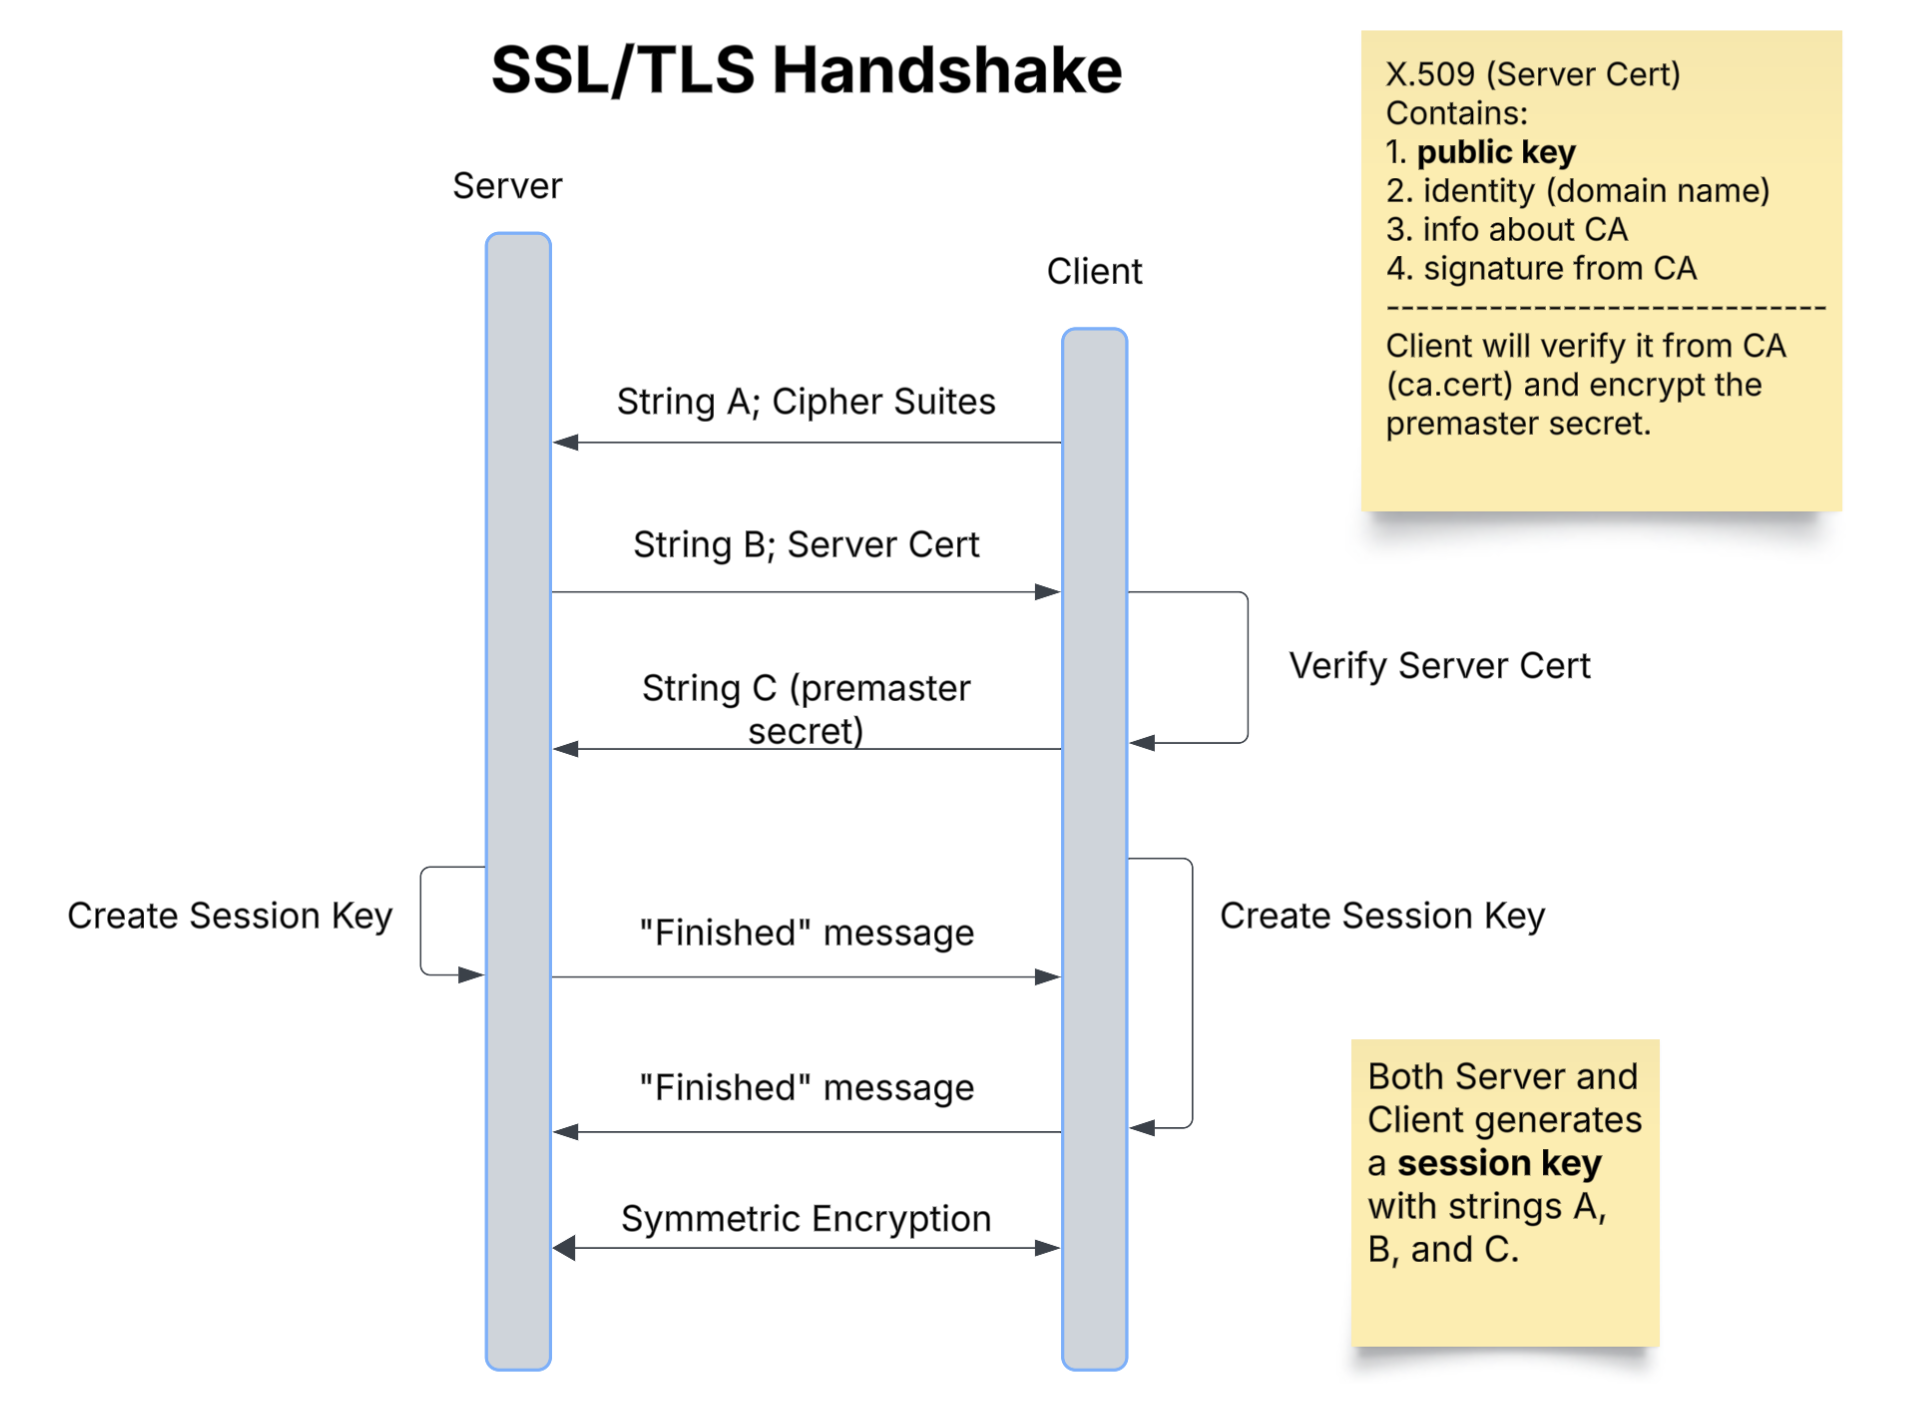 SSL/TLS Handshake
X.509 (Server Cert)
Contains:
1. public key
2. identity (domain name)
3. info about CA
4. signature from CA
------------------------------
Client will verify it from CA
(ca.cert) and encrypt the
premaster secret.
Server
Client
String A; Cipher Suites
String B; Server Cert
Verify Server Cert
String C (premaster
secret)
Create Session Key
"Finished" message
Create Session Key
"Finished" message
Both Server and
Client generates
a session key
with strings A,
B, and C.
Symmetric Encryption